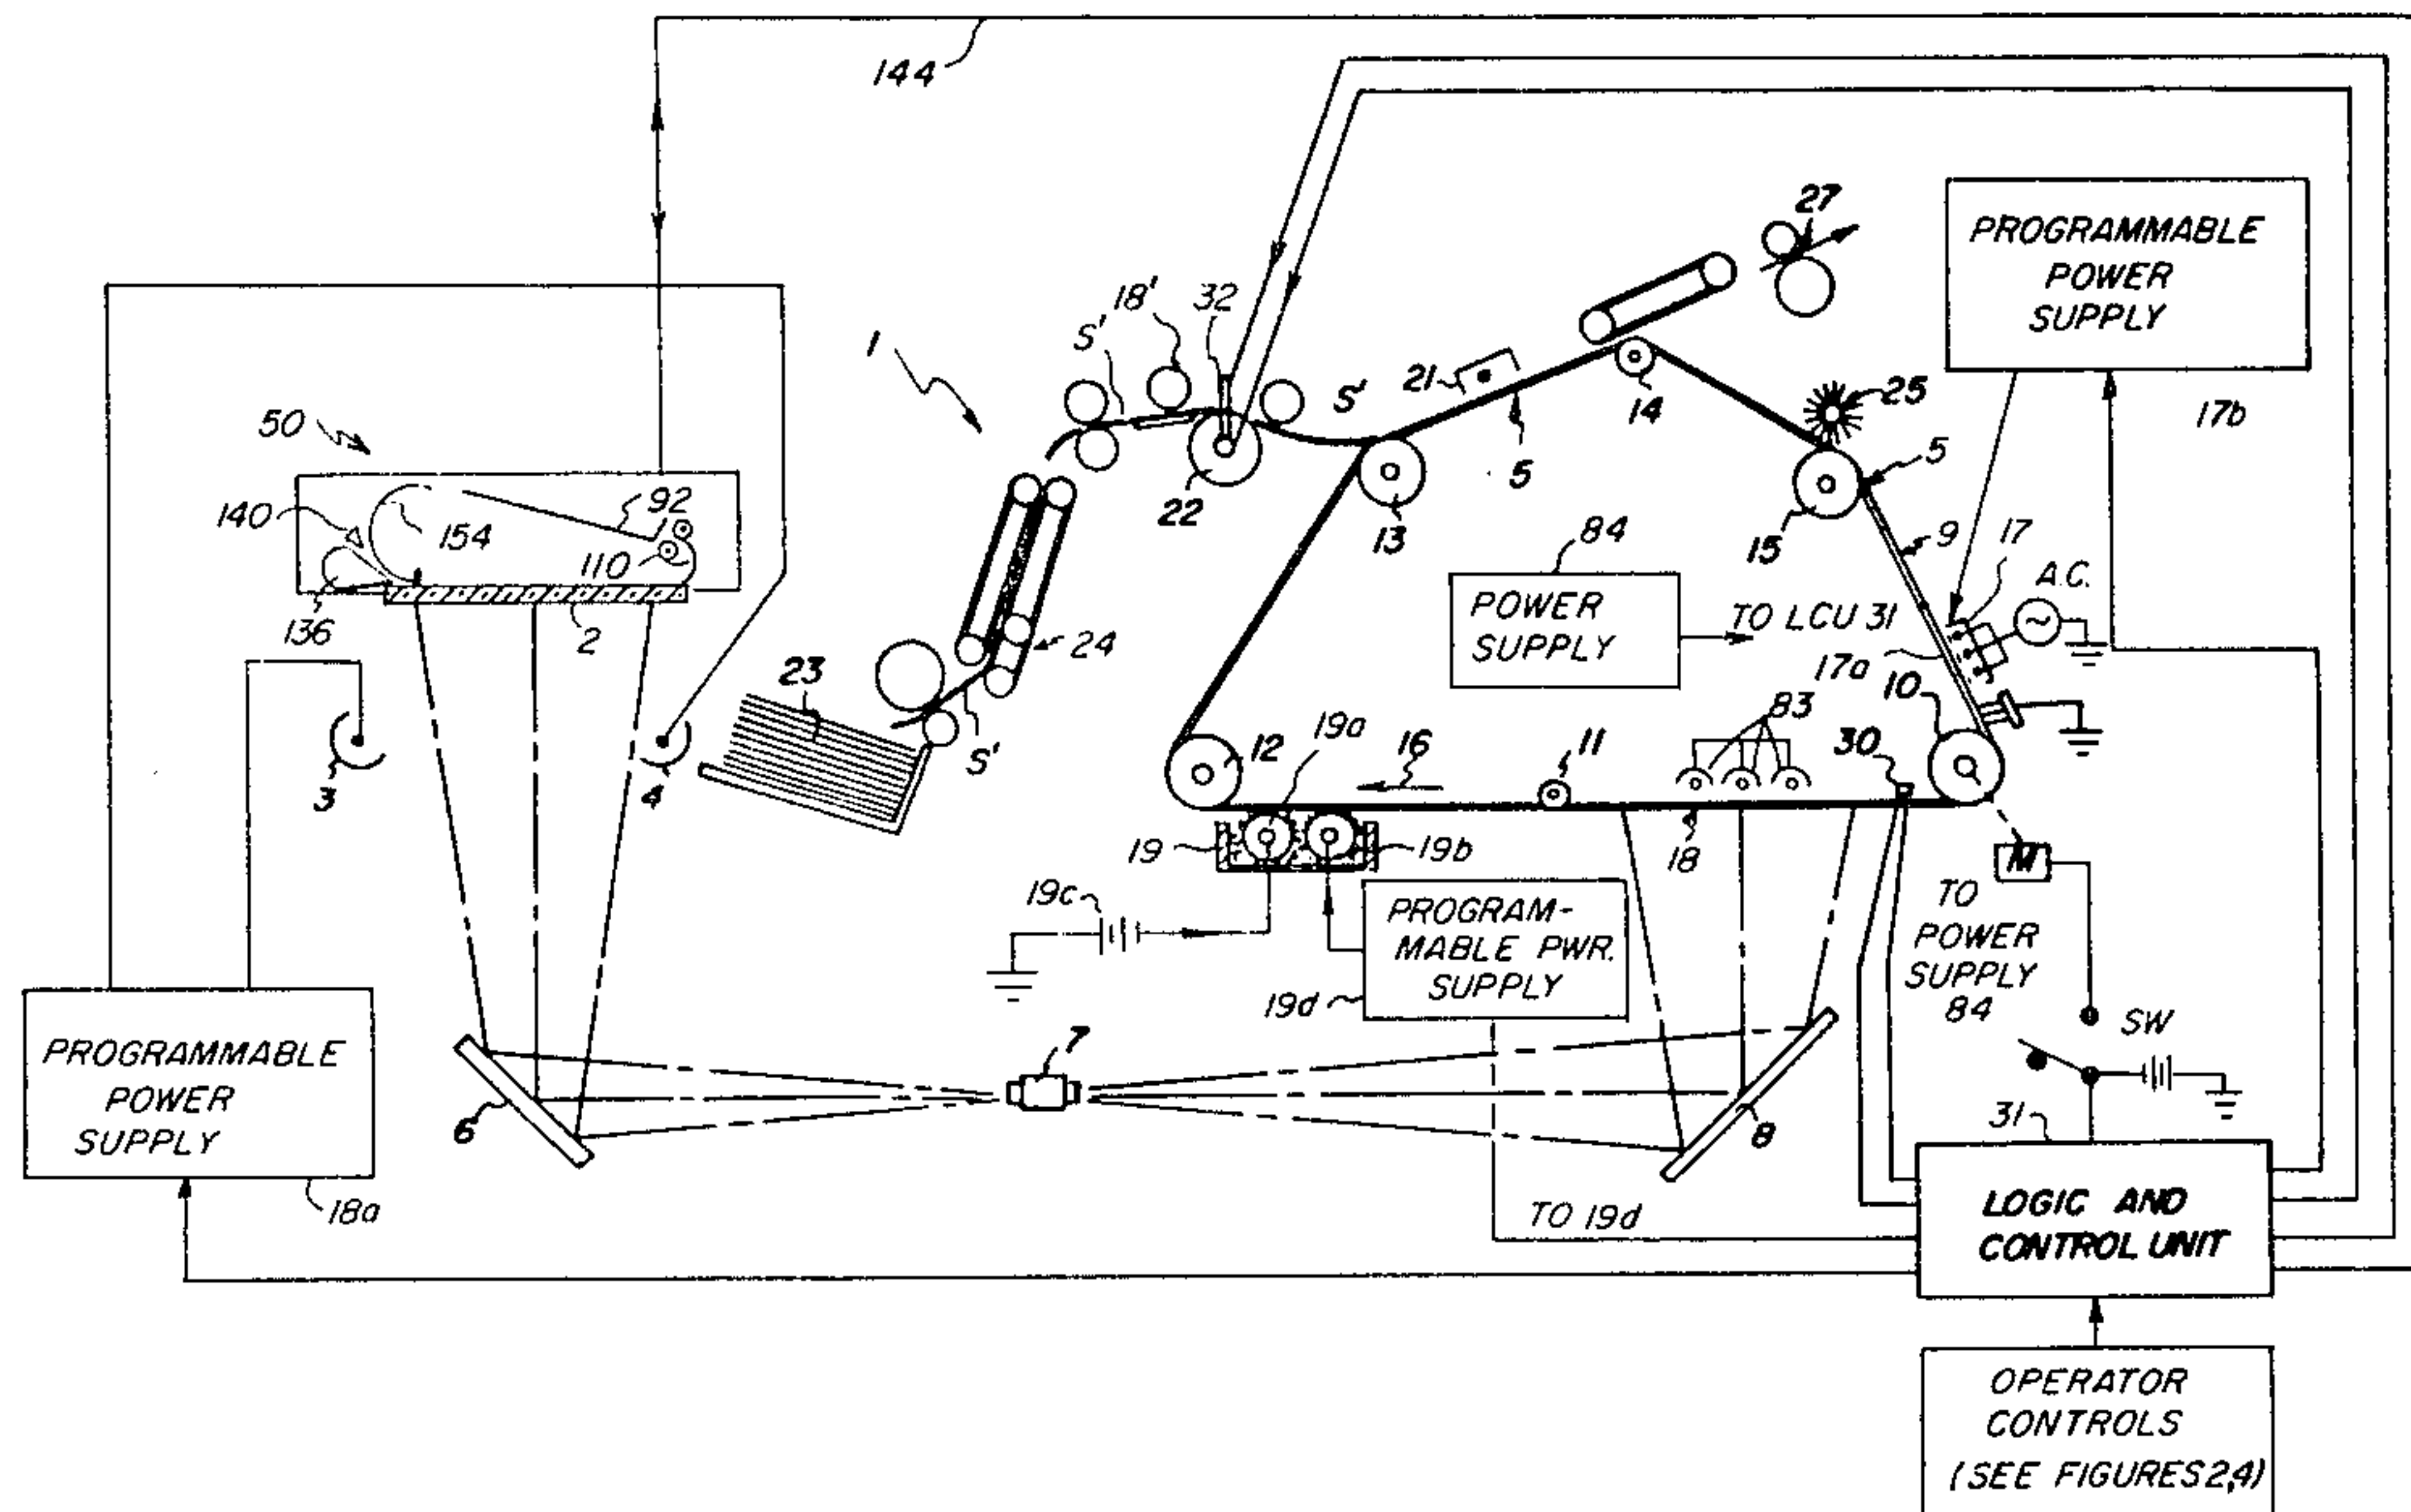 144
27
PROGRAMMABLE
POWER
SUPPLY
17b
18'
32
S'
1
S'
21
14
25
5
50
92
140
154
110
22
13
5
15
9
17
A.C.
84
POWER
SUPPLY
TO LCU 31
17a
10
136
2
24
23
83
3
4
S'
19a
12
16
11
30
19
19b
18
M
19c
PROGRAM-
MABLE PWR.
SUPPLY
19d
TO
POWER
SUPPLY
84
SW
PROGRAMMABLE
POWER
SUPPLY
7
6
8
31
18a
TO 19d
LOGIC AND
CONTROL UNIT
OPERATOR
CONTROLS
(SEE FIGURES 2,4)